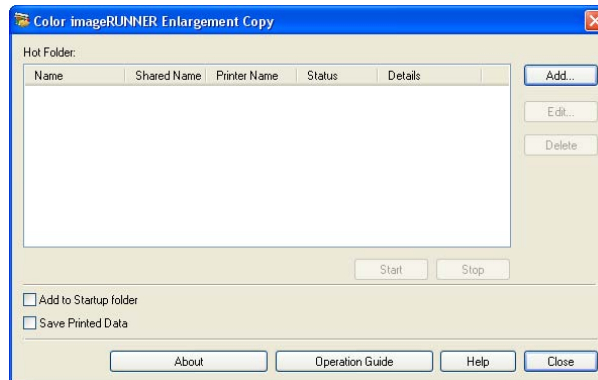 Color imageRUNNER Enlargement Copy
Hot Folder:
Name Shared Name Printer Name Status Details
Add...
Edit...
Delete
Start Stop
Add to Startup folder
Save Printed Data
About Operation Guide Help Close